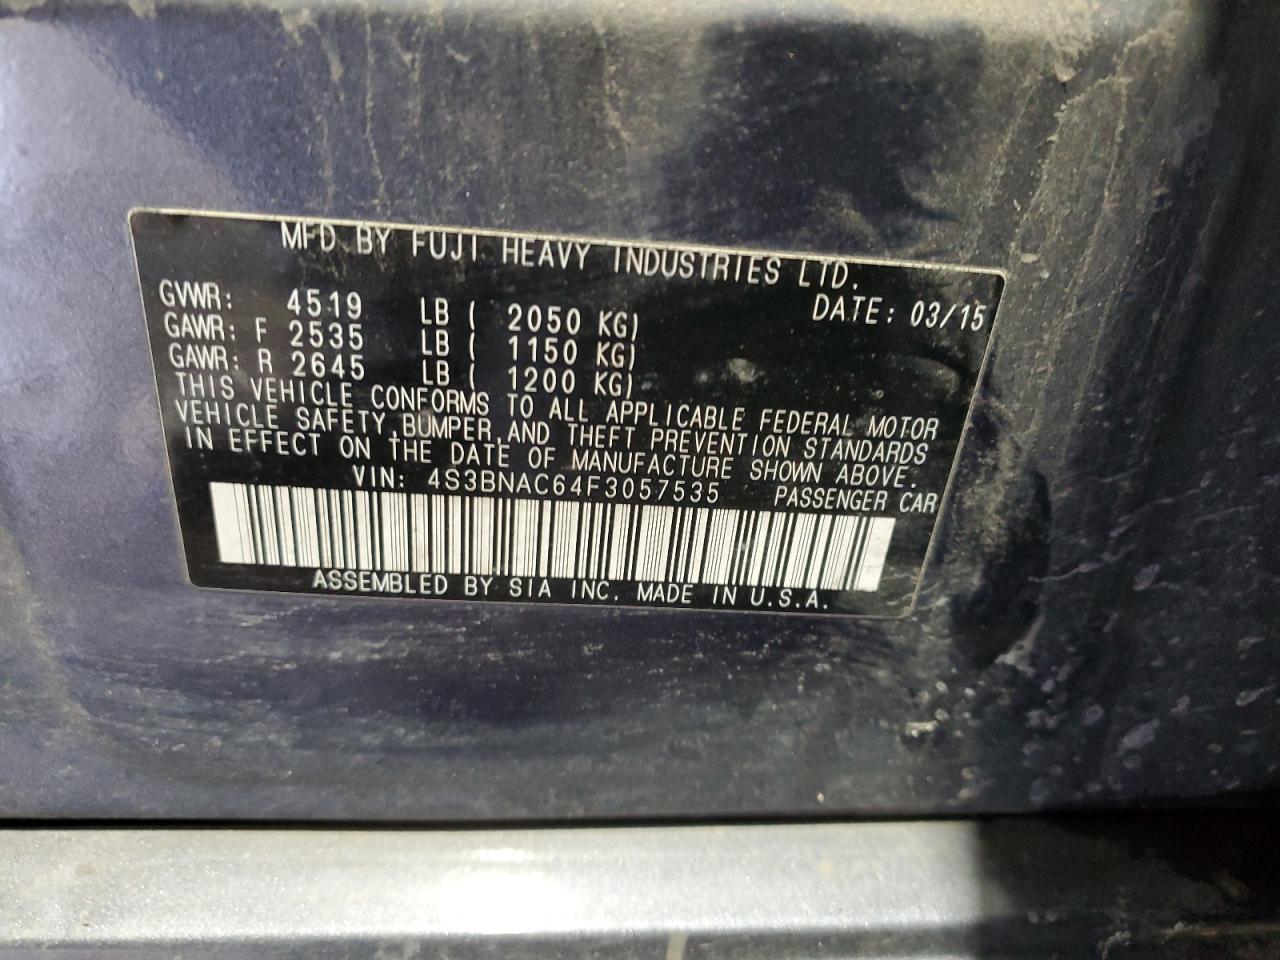 MFD BY FUJI HEAVY INDUSTRIES LTD.
DATE: 03/15
GVWR: 4519 LB ( 2050 KG)
GAWR: F 2535 LB ( 1150 KG)
GAWR: R 2645 LB ( 1200 KG)
THIS VEHICLE CONFORMS TO ALL APPLICABLE FEDERAL MOTOR
VEHICLE SAFETY, BUMPER, AND THEFT PREVENTION STANDARDS
IN EFFECT ON THE DATE OF MANUFACTURE SHOWN ABOVE.
VIN: 4S3BNAC64F3057535 PASSENGER CAR
ASSEMBLED BY SIA INC. MADE IN U.S.A.